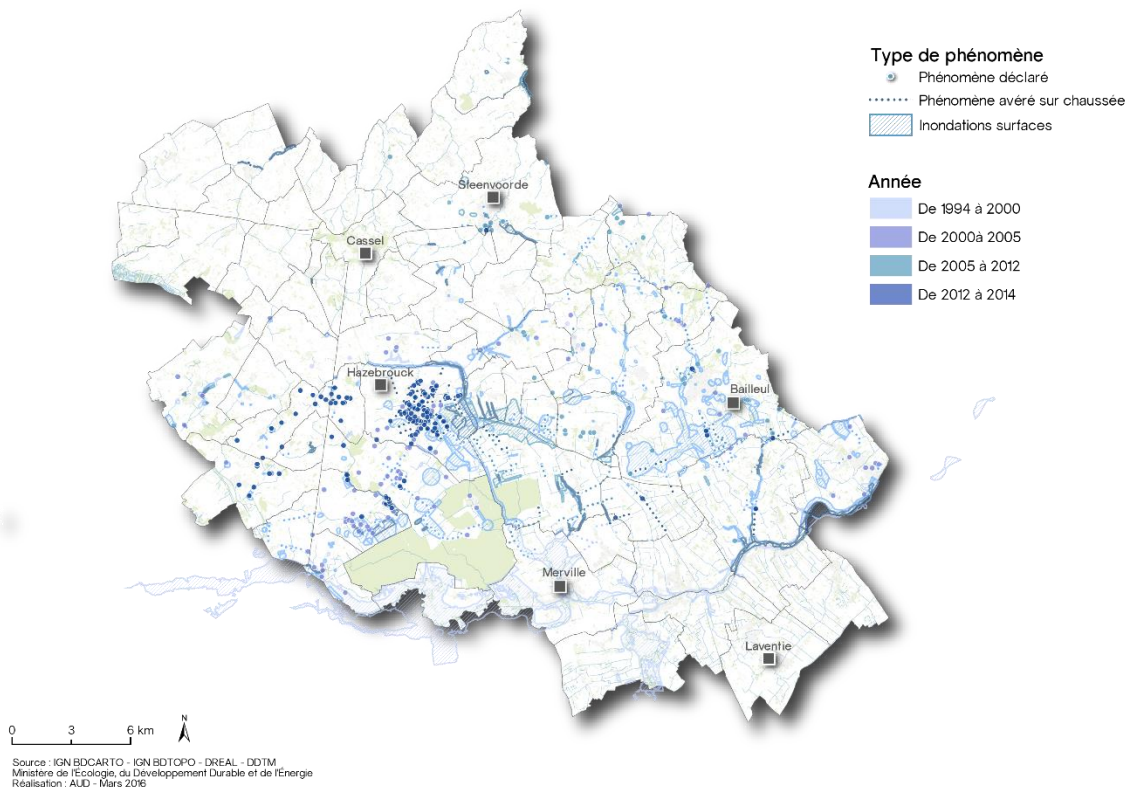 Type de phénomène
Phénomène déclaré
Phénomène avéré sur chaussée
Inondations surfaces
Année
De 1994 à 2000
De 2000à 2005
De 2005 à 2012
De 2012 à 2014
Steenvoorde
Cassel
Hazebrouck
Bailleul
Merville
Laventie
0 3 6 km
N
Source : IGN BDCARTO - IGN BDTOPO - DREAL - DDTM
Ministère de l'Écologie, du Développement Durable et de l'Énergie
Réalisation : AUD - Mars 2016